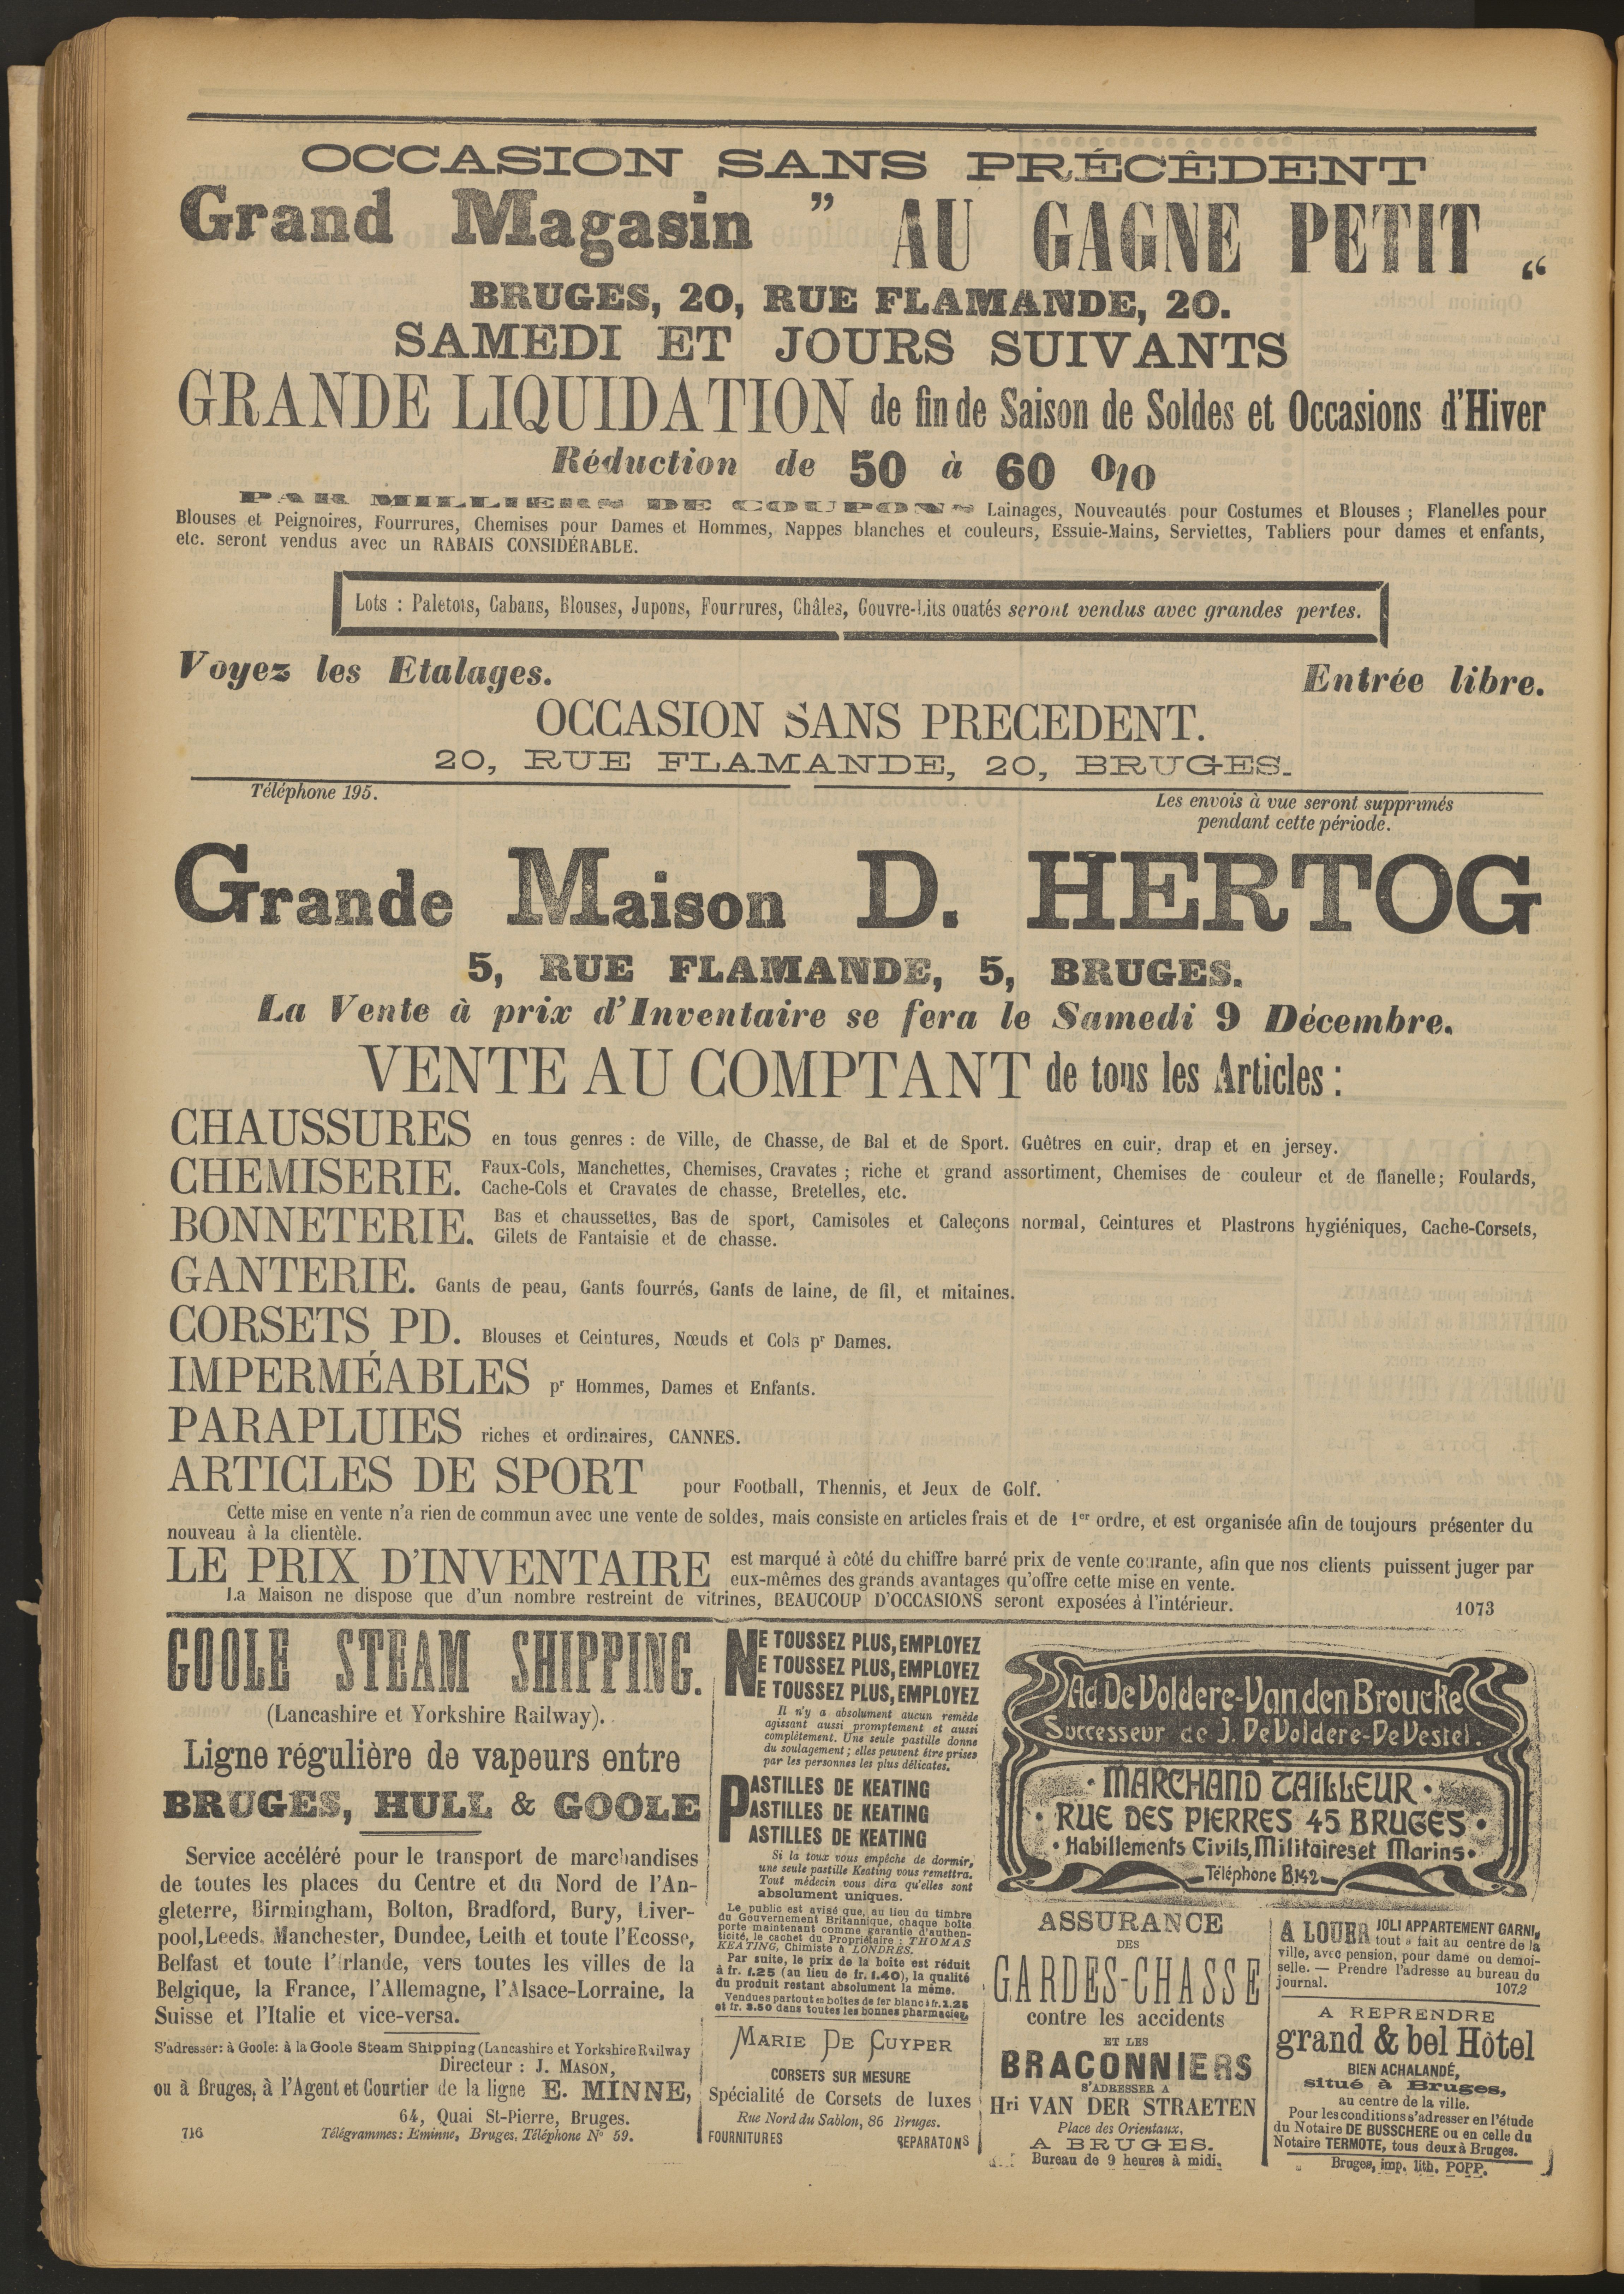 OCCASION SANS PRÉCÉDENT
Grand Magasin ” AU GAGNE PETIT “
BRUGES, 20, RUE FLAMANDE, 20.
SAMEDI ET JOURS SUIVANTS
GRANDE LIQUIDATION de fin de Saison de Soldes et Occasions d'Hiver
Réduction de 50 à 60 %
PAR MILLIERS DE COUPONS Lainages, Nouveautés pour Costumes et Blouses ; Flanelles pour
Blouses et Peignoires, Fourrures, Chemises pour Dames et Hommes, Nappes blanches et couleurs, Essuie-Mains, Serviettes, Tabliers pour dames et enfants,
etc. seront vendus avec un RABAIS CONSIDÉRABLE.
Lots : Paletots, Cabans, Blouses, Jupons, Fourrures, Châles, Couvre-Lits ouatés seront vendus avec grandes pertes.
Voyez les Etalages. Entrée libre.
OCCASION SANS PRECEDENT.
20, RUE FLAMANDE, 20, BRUGES.
Téléphone 195.
Les envois à vue seront supprimés
pendant cette période.
Grande Maison D. HERTOG
5, RUE FLAMANDE, 5, BRUGES.
La Vente à prix d'Inventaire se fera le Samedi 9 Décembre.
VENTE AU COMPTANT de tous les Articles :
CHAUSSURES en tous genres : de Ville, de Chasse, de Bal et de Sport. Guêtres en cuir, drap et en jersey.
CHEMISERIE. Faux-Cols, Manchettes, Chemises, Cravates ; riche et grand assortiment, Chemises de couleur et de flanelle; Foulards,
Cache-Cols et Cravates de chasse, Bretelles, etc.
BONNETERIE. Bas et chaussettes, Bas de sport, Camisoles et Caleçons normal, Ceintures et Plastrons hygiéniques, Cache-Corsets,
Gilets de Fantaisie et de chasse.
GANTERIE. Gants de peau, Gants fourrés, Gants de laine, de fil, et mitaines.
CORSETS PD. Blouses et Ceintures, Nœuds et Cols pr Dames.
IMPERMÉABLES pr Hommes, Dames et Enfants.
PARAPLUIES riches et ordinaires, CANNES.
ARTICLES DE SPORT pour Football, Thennis, et Jeux de Golf.
Cette mise en vente n'a rien de commun avec une vente de soldes, mais consiste en articles frais et de 1er ordre, et est organisée afin de toujours présenter du
nouveau à la clientèle.
LE PRIX D'INVENTAIRE est marqué à côté du chiffre barré prix de vente courante, afin que nos clients puissent juger par
eux-mêmes des grands avantages qu'offre cette mise en vente.
La Maison ne dispose que d'un nombre restreint de vitrines, BEAUCOUP D'OCCASIONS seront exposées à l'intérieur. 1073
GOOLE STEAM SHIPPING.
(Lancashire et Yorkshire Railway).
Ligne régulière de vapeurs entre
BRUGES, HULL & GOOLE
Service accéléré pour le transport de marchandises
de toutes les places du Centre et du Nord de l'An-
gleterre, Birmingham, Bolton, Bradford, Bury, Liver-
pool, Leeds, Manchester, Dundee, Leith et toute l'Ecosse,
Belfast et toute l'Irlande, vers toutes les villes de la
Belgique, la France, l'Allemagne, l'Alsace-Lorraine, la
Suisse et l'Italie et vice-versa.
S'adresser: à Goole: à la Goole Steam Shipping (Lancashire et Yorkshire Railway
Directeur : J. MASON,
ou à Bruges, à l'Agent et Courtier de la ligne E. MINNE,
64, Quai St-Pierre, Bruges.
716 Télégrammes: Eminne, Bruges, Téléphone N° 59.
NE TOUSSEZ PLUS, EMPLOYEZ
E TOUSSEZ PLUS, EMPLOYEZ
E TOUSSEZ PLUS, EMPLOYEZ
Il n'y a absolument aucun remède
agissant aussi promptement et aussi
complètement. Une seule pastille donne
du soulagement ; elles peuvent être prises
par les personnes les plus délicates.
PASTILLES DE KEATING
ASTILLES DE KEATING
ASTILLES DE KEATING
Si la toux vous empêche de dormir,
une seule pastille Keating vous remettra.
Tout médecin vous dira qu'elles sont
absolument uniques.
Le public est avisé que, au lieu du timbre
du Gouvernement Britannique, chaque boîte
porte maintenant comme garantie d'authen-
ticité, le cachet du Propriétaire : THOMAS
KEATING, Chimiste à LONDRES.
Par suite, le prix de la boîte est réduit
à fr. 1.25 (au lieu de fr. 1.40), la qualité
du produit restant absolument la même.
Vendues partout en boîtes de fer blanc à fr. 1.25
et fr. 3.50 dans toutes les bonnes pharmacies.
MARIE DE CUYPER
CORSETS SUR MESURE
Spécialité de Corsets de luxes
Rue Nord du Sablon, 86 Bruges.
FOURNITURES REPARATONS
Ad. De Voldere-Van den Broucke
Successeur de J. De Voldere-De Vestel.
MARCHAND TAILLEUR
RUE DES PIERRES 45 BRUGES
Habillements Civils, Militaires et Marins
Téléphone B142
ASSURANCE
DES
GARDES-CHASSE
contre les accidents
ET LES
BRACONNIERS
S'ADRESSER A
Hri VAN DER STRAETEN
Place des Orientaux,
A BRUGES.
Bureau de 9 heures à midi.
A LOUER JOLI APPARTEMENT GARNI,
tout à fait au centre de la
ville, avec pension, pour dame ou demoi-
selle. — Prendre l'adresse au bureau du
journal. 1072
A REPRENDRE
grand & bel Hôtel
BIEN ACHALANDÉ,
situé à Bruges,
au centre de la ville.
Pour les conditions s'adresser en l'étude
du Notaire DE BUSSCHERE ou en celle du
Notaire TERMOTE, tous deux à Bruges.
Bruges, imp. lith. POPP.